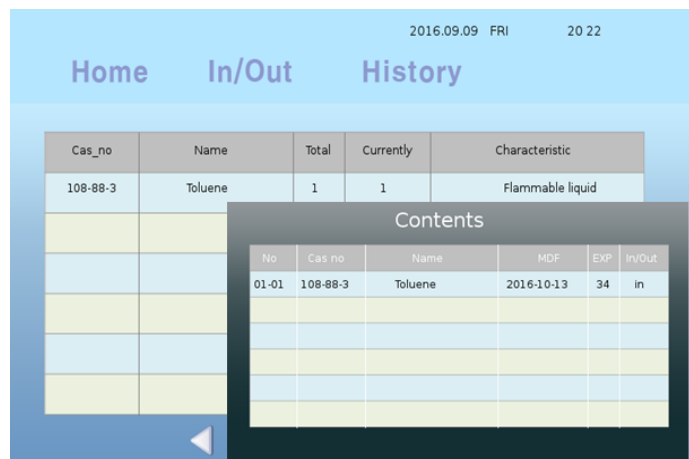 2016.09.09 FRI 20 22
Home In/Out History
Cas_no Name Total Currently Characteristic
108-88-3 Toluene 1 1 Flammable liquid
Contents
No Cas no Name MDF EXP In/Out
01-01 108-88-3 Toluene 2016-10-13 34 in